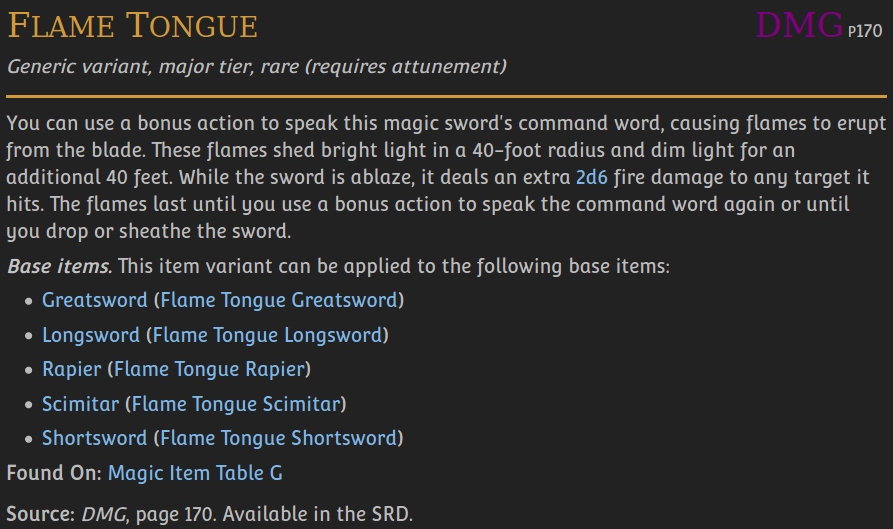 FLAME TONGUE
DMG P170
Generic variant, major tier, rare (requires attunement)
You can use a bonus action to speak this magic sword's command word, causing flames to erupt
from the blade. These flames shed bright light in a 40-foot radius and dim light for an
additional 40 feet. While the sword is ablaze, it deals an extra 2d6 fire damage to any target it
hits. The flames last until you use a bonus action to speak the command word again or until
you drop or sheathe the sword.
Base items. This item variant can be applied to the following base items:
• Greatsword (Flame Tongue Greatsword)
• Longsword (Flame Tongue Longsword)
• Rapier (Flame Tongue Rapier)
• Scimitar (Flame Tongue Scimitar)
• Shortsword (Flame Tongue Shortsword)
Found On: Magic Item Table G
Source: DMG, page 170. Available in the SRD.